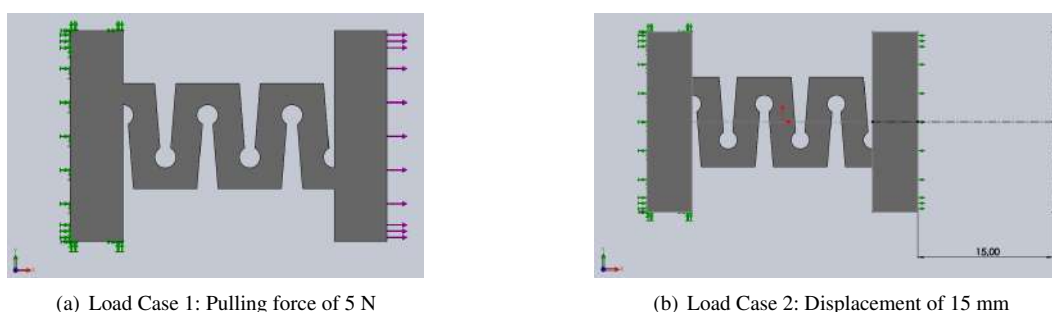 15,00
(a) Load Case 1: Pulling force of 5 N
(b) Load Case 2: Displacement of 15 mm